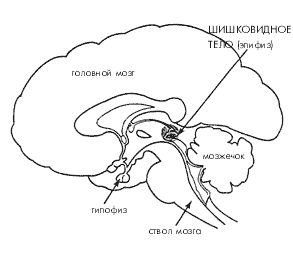 ШИШКОВИДНОЕ
ТЕЛО (эпифиз)
ГОЛОВНОЙ МОЗГ
МОЗЖЕЧОК
ГИПОФИЗ
СТВОЛ МОЗГА